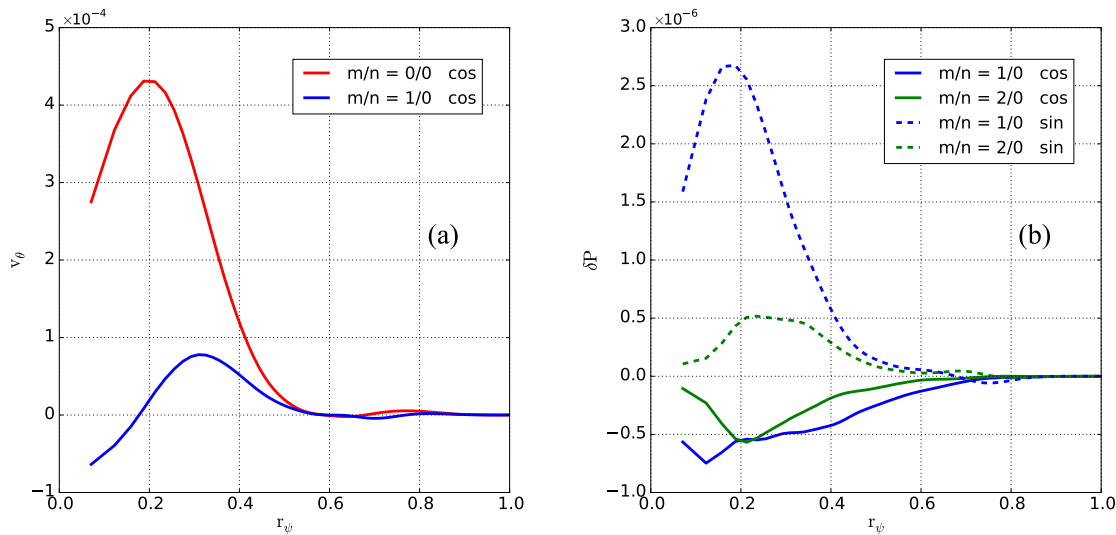 ×10⁻⁴
5
4
3
2
1
0
−1
0.0 0.2 0.4 0.6 0.8 1.0
v_θ
r_ψ
m/n = 0/0 cos
m/n = 1/0 cos
(a)
×10⁻⁶
3.0
2.5
2.0
1.5
1.0
0.5
0.0
−0.5
−1.0
0.0 0.2 0.4 0.6 0.8 1.0
δP
r_ψ
m/n = 1/0 cos
m/n = 2/0 cos
m/n = 1/0 sin
m/n = 2/0 sin
(b)